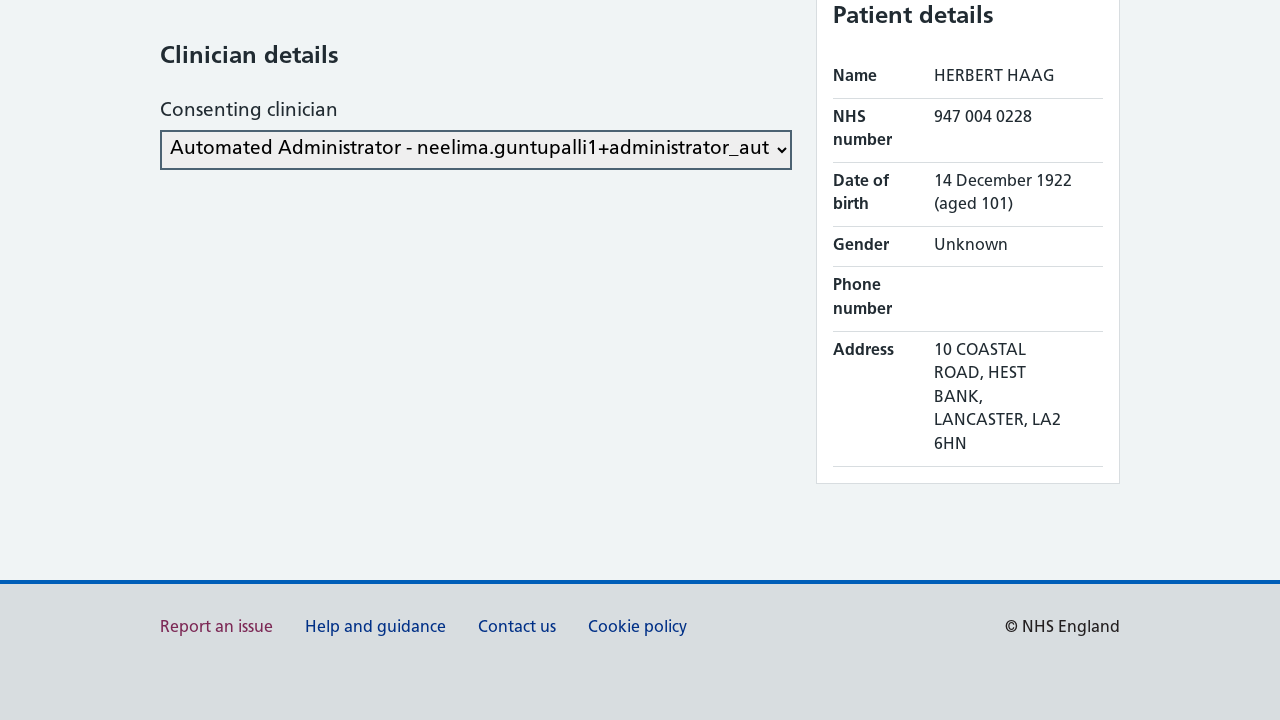 Clinician details
Consenting clinician
Automated Administrator - neelima.guntupalli1+administrator_aut
Patient details
Name HERBERT HAAG
NHS number 947 004 0228
Date of birth 14 December 1922 (aged 101)
Gender Unknown
Phone number
Address 10 COASTAL
ROAD, HEST
BANK,
LANCASTER, LA2
6HN
Report an issue Help and guidance Contact us Cookie policy © NHS England